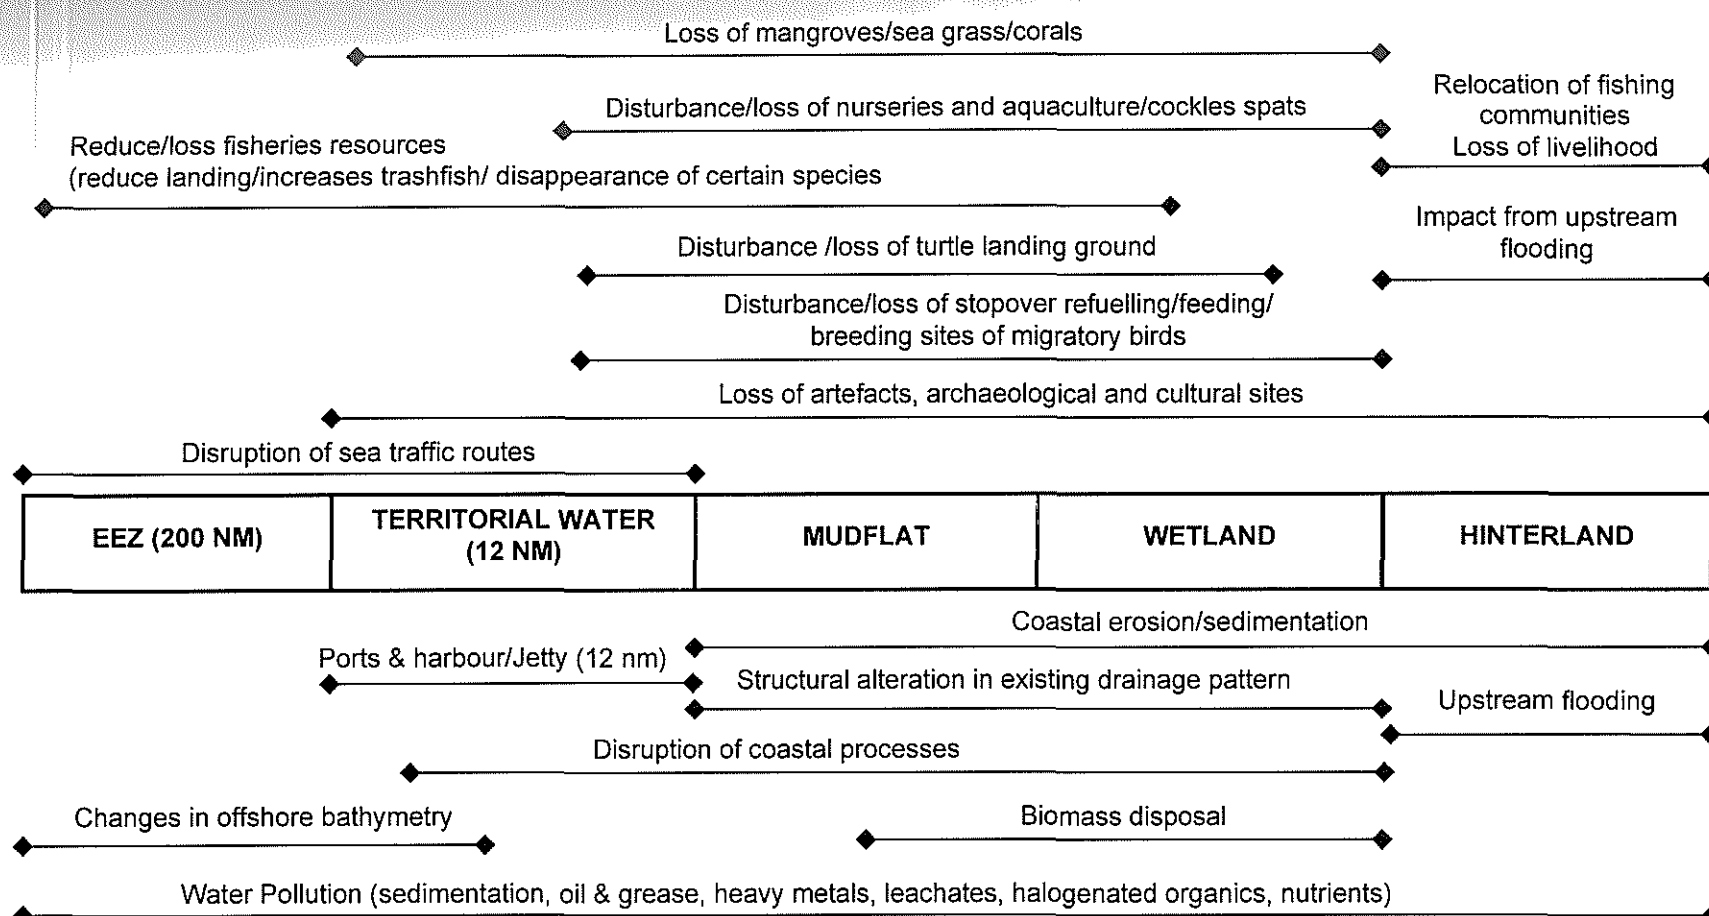 Loss of mangroves/sea grass/corals
Disturbance/loss of nurseries and aquaculture/cockles spats
Relocation of fishing
communities
Loss of livelihood
Reduce/loss fisheries resources
(reduce landing/increases trashfish/ disappearance of certain species
Impact from upstream
flooding
Disturbance /loss of turtle landing ground
Disturbance/loss of stopover refuelling/feeding/
breeding sites of migratory birds
Loss of artefacts, archaeological and cultural sites
Disruption of sea traffic routes
EEZ (200 NM)
TERRITORIAL WATER
(12 NM)
MUDFLAT
WETLAND
HINTERLAND
Coastal erosion/sedimentation
Ports & harbour/Jetty (12 nm)
Structural alteration in existing drainage pattern
Upstream flooding
Disruption of coastal processes
Changes in offshore bathymetry
Biomass disposal
Water Pollution (sedimentation, oil & grease, heavy metals, leachates, halogenated organics, nutrients)